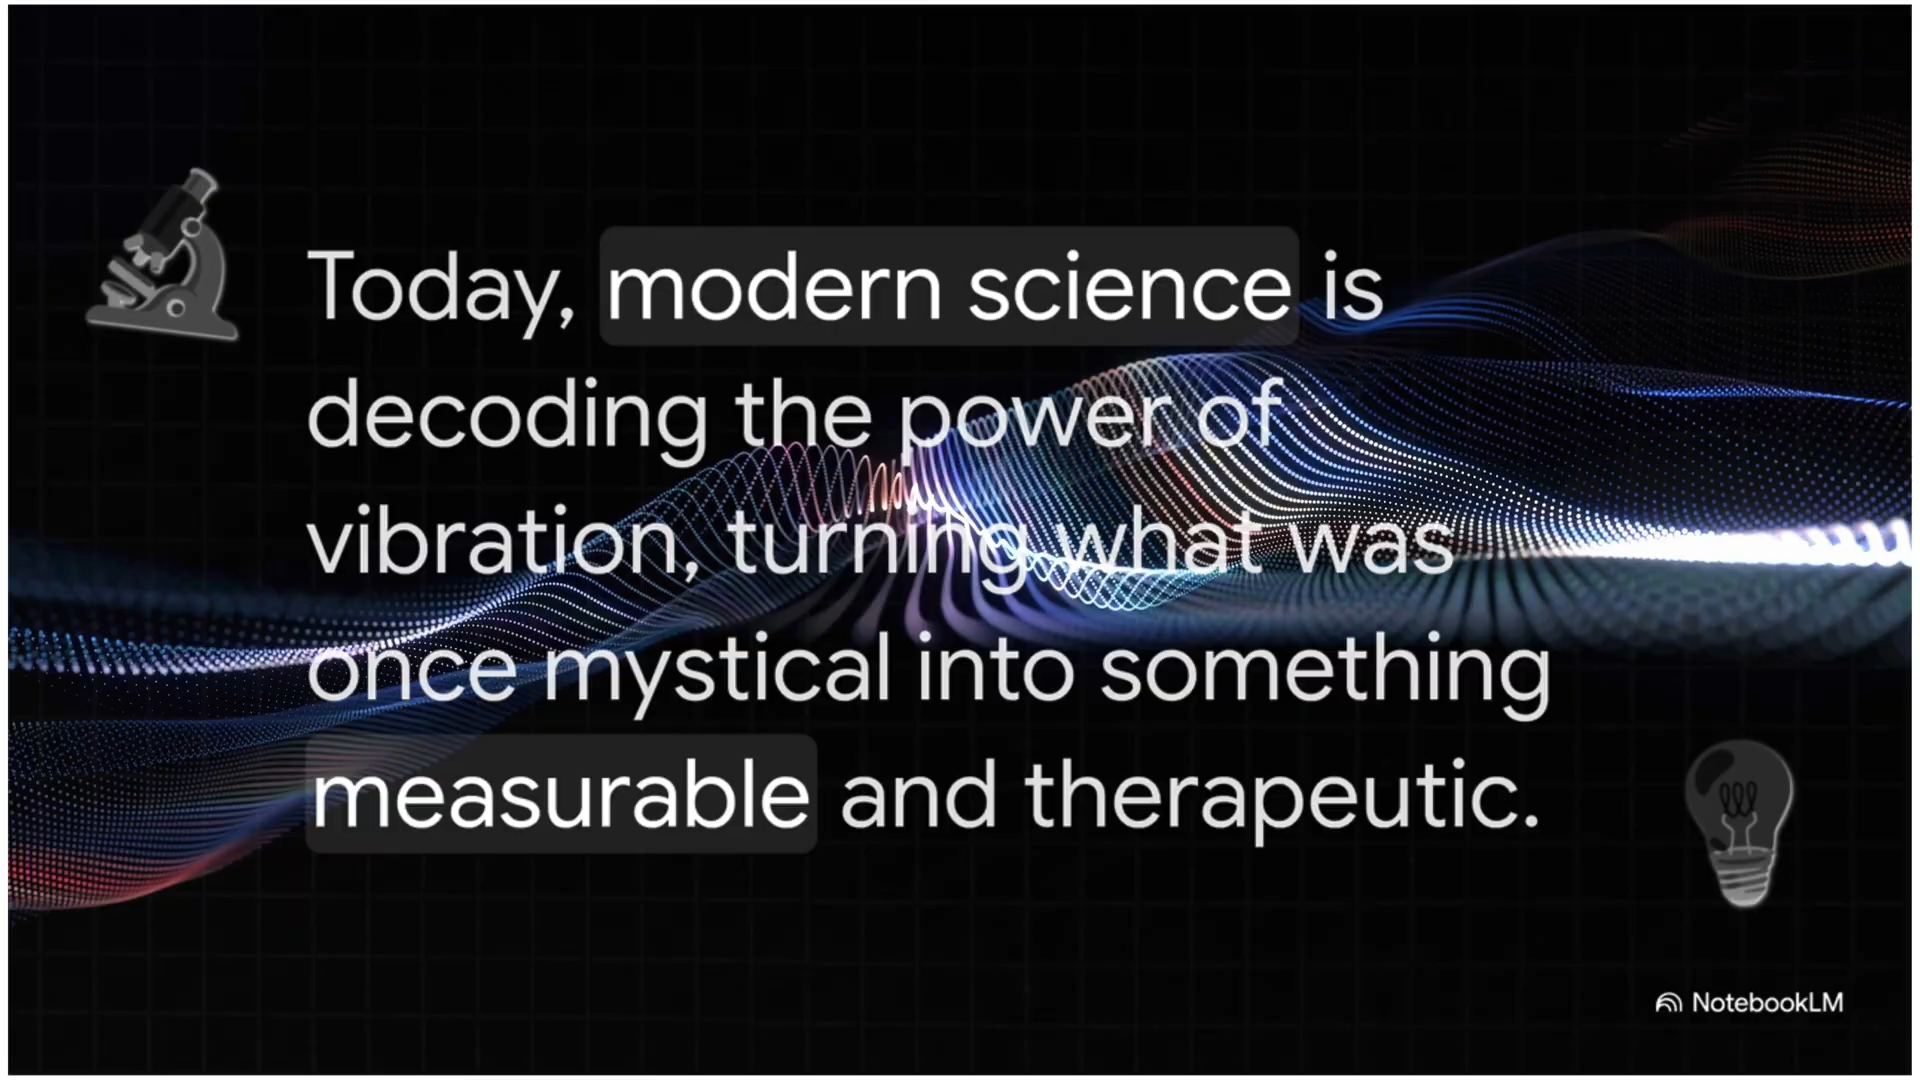 Today, modern science is
decoding the power of
vibration, turning what was
once mystical into something
measurable and therapeutic.
NotebookLM